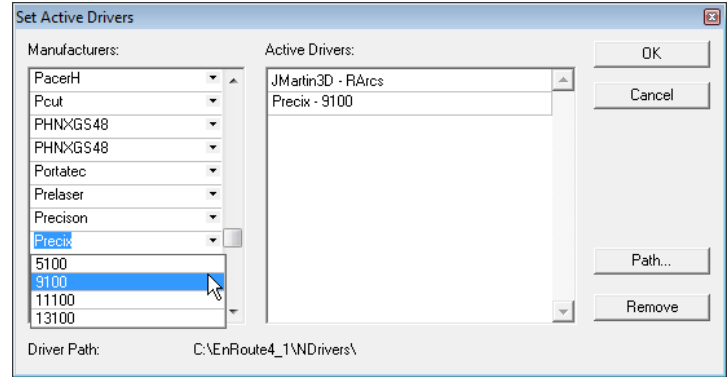 Set Active Drivers
Manufacturers:
Active Drivers:
OK
Cancel
PacerH
Pcut
PHNXGS48
PHNXGS48
Portatec
Prelaser
Precison
Precix
5100
9100
11100
13100
JMartin3D - RArcs
Precix - 9100
Path...
Remove
Driver Path: C:\EnRoute4_1\NDrivers\